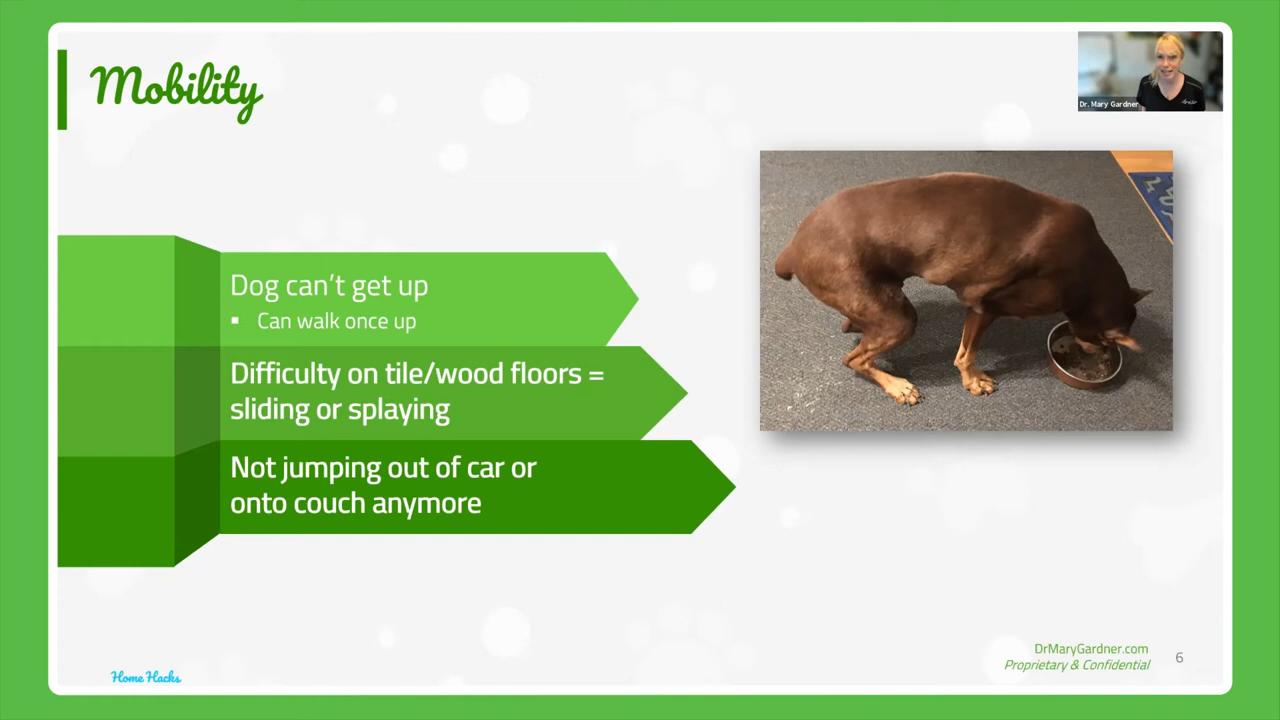 Mobility
Dr. Mary Gardner
Dog can't get up
▪ Can walk once up
Difficulty on tile/wood floors =
sliding or splaying
Not jumping out of car or
onto couch anymore
DrMaryGardner.com
Proprietary & Confidential
6
Home Hacks